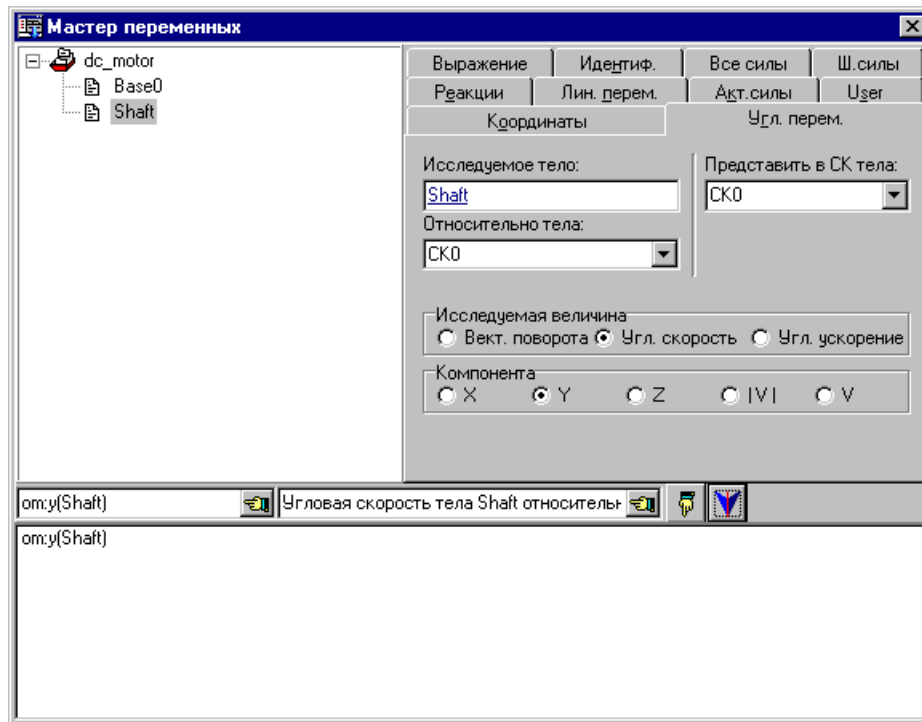 Мастер переменных
dc_motor
Base0
Shaft
Выражение Идентиф. Все силы Ш.силы
Реакции Лин. перем. Акт.силы User
Координаты Угл. перем.
Исследуемое тело: Представить в СК тела:
Shaft СК0
Относительно тела:
СК0
Исследуемая величина
Вект. поворота Угл. скорость Угл. ускорение
Компонента
X Y Z |V| V
om:y(Shaft) Угловая скорость тела Shaft относительн
om:y(Shaft)